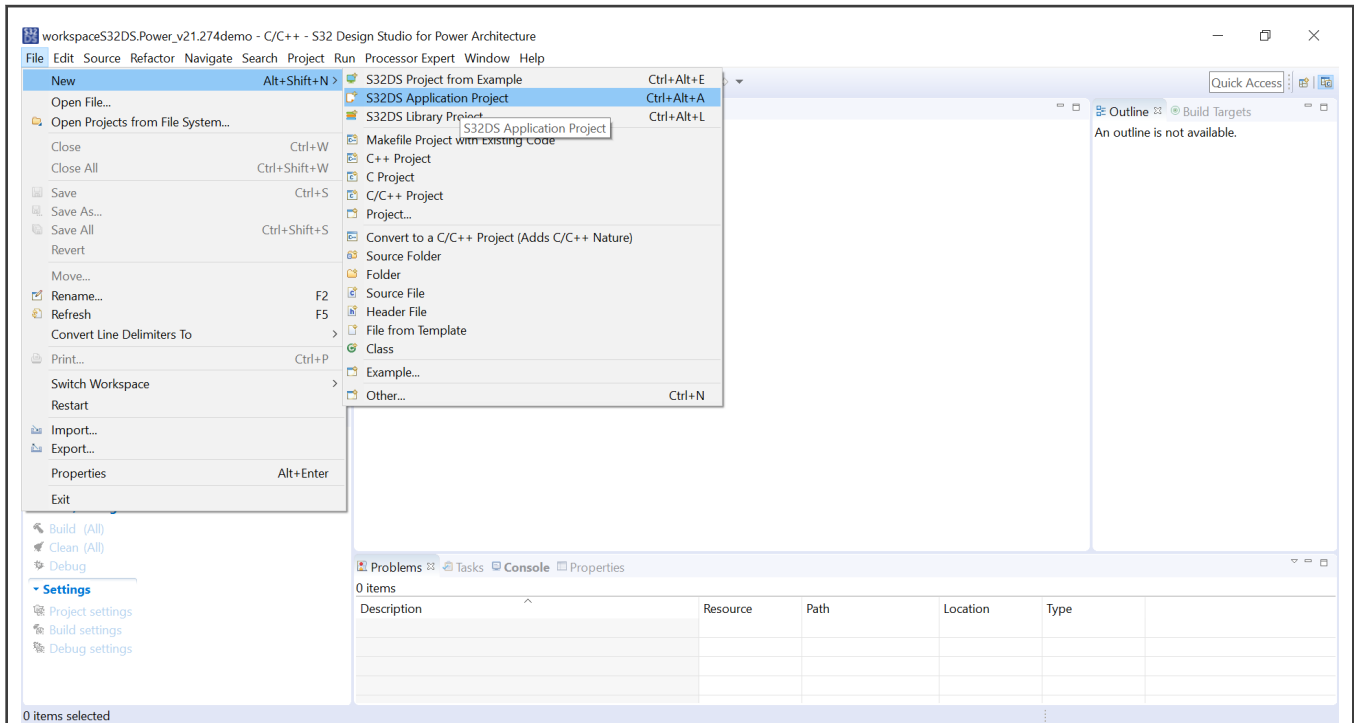 workspaceS32DS.Power_v21.274demo - C/C++ - S32 Design Studio for Power Architecture
File Edit Source Refactor Navigate Search Project Run Processor Expert Window Help
Quick Access
New Alt+Shift+N >
Open File...
Open Projects from File System...
Close Ctrl+W
Close All Ctrl+Shift+W
Save Ctrl+S
Save As...
Save All Ctrl+Shift+S
Revert
Move...
Rename... F2
Refresh F5
Convert Line Delimiters To >
Print... Ctrl+P
Switch Workspace >
Restart
Import...
Export...
Properties Alt+Enter
Exit
S32DS Project from Example Ctrl+Alt+E
S32DS Application Project Ctrl+Alt+A
S32DS Library Project Ctrl+Alt+L
S32DS Application Project
Makefile Project with Existing Code
C++ Project
C Project
C/C++ Project
Project...
Convert to a C/C++ Project (Adds C/C++ Nature)
Source Folder
Folder
Source File
Header File
File from Template
Class
Example...
Other... Ctrl+N
Outline Build Targets
An outline is not available.
Build (All)
Clean (All)
Debug
Settings
Project settings
Build settings
Debug settings
Problems Tasks Console Properties
0 items
Description Resource Path Location Type
0 items selected